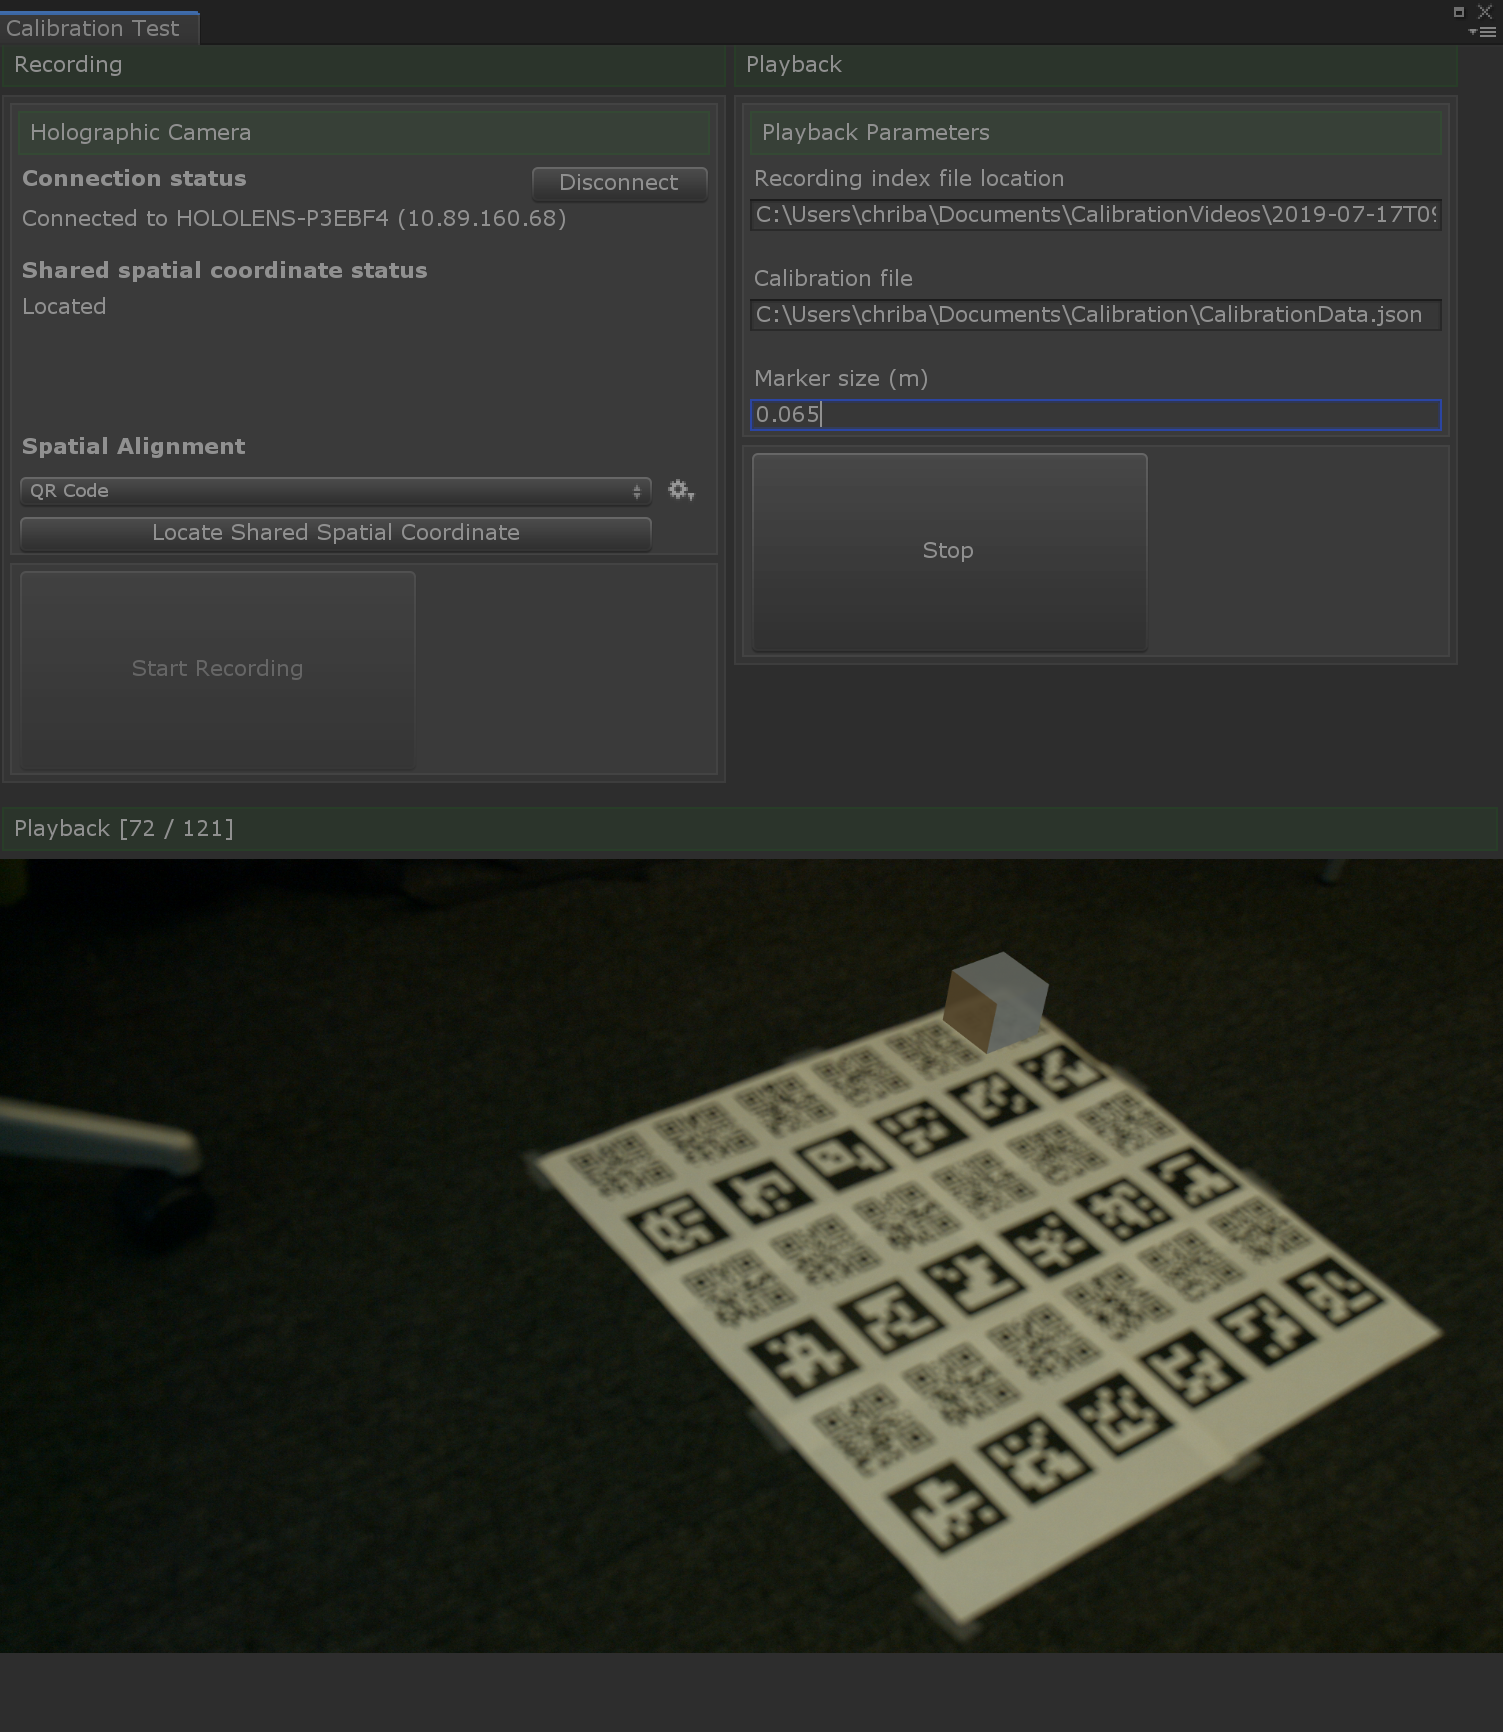 Calibration Test
Recording
Holographic Camera
Connection status
Disconnect
Connected to HOLOLENS-P3EBF4 (10.89.160.68)
Shared spatial coordinate status
Located
Spatial Alignment
QR Code
Locate Shared Spatial Coordinate
Start Recording
Playback
Playback Parameters
Recording index file location
C:\Users\chriba\Documents\CalibrationVideos\2019-07-17T09
Calibration file
C:\Users\chriba\Documents\Calibration\CalibrationData.json
Marker size (m)
0.065
Stop
Playback [72 / 121]